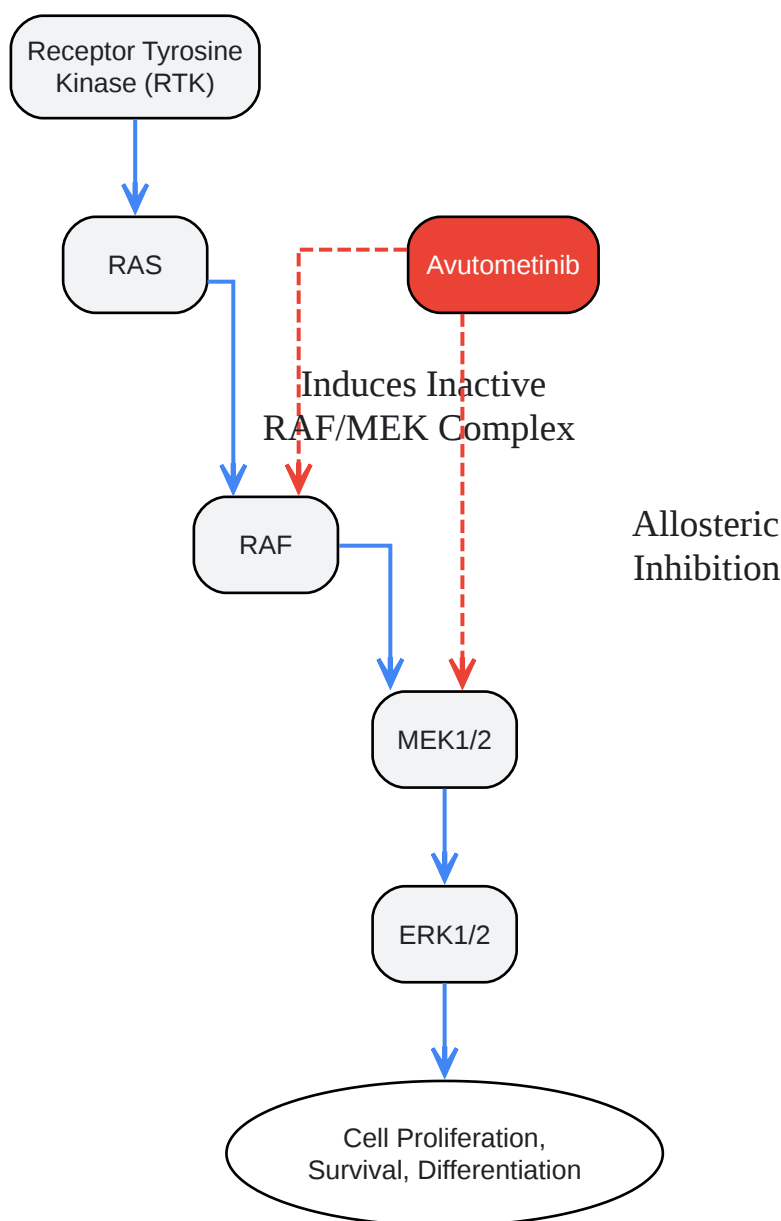 Receptor Tyrosine
Kinase (RTK)
RAS
Avutometinib
Induces Inactive
RAF/MEK Complex
RAF
Allosteric
Inhibition
MEK1/2
ERK1/2
Cell Proliferation,
Survival, Differentiation